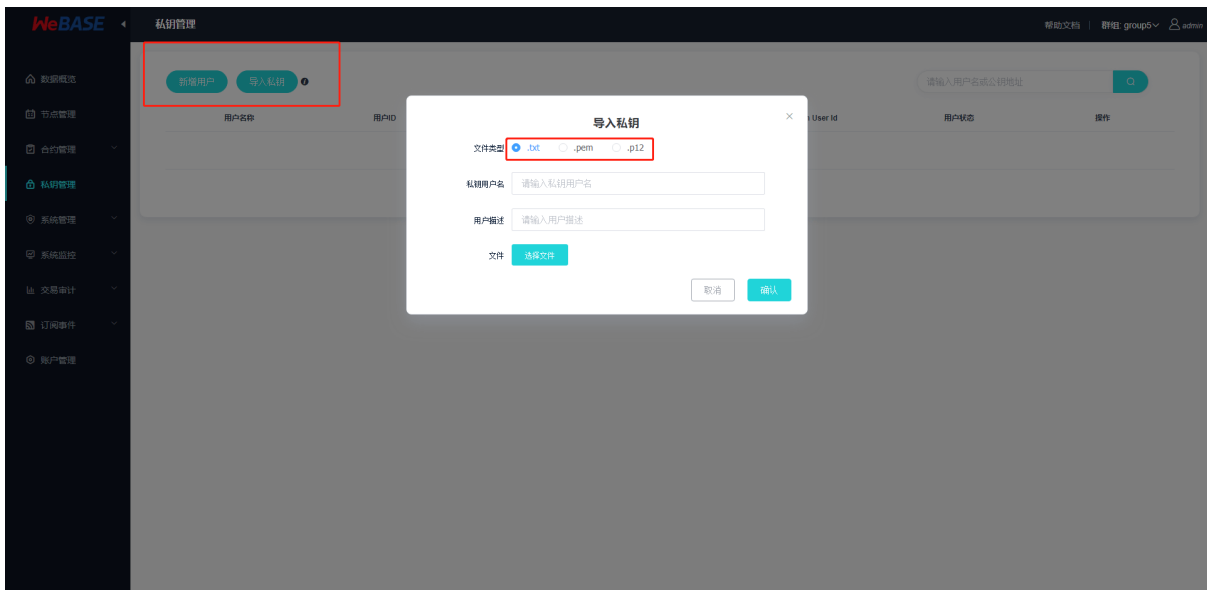 WeBASE
私钥管理
帮助文档 | 群组: group5 admin
数据概览
节点管理
合约管理
私钥管理
系统管理
系统监控
交易审计
订阅事件
账户管理
新增用户 导入私钥
请输入用户名或公钥地址
用户名称 用户ID User Id 用户状态 操作
导入私钥
文件类型 .txt .pem .p12
私钥用户名 请输入私钥用户名
用户描述 请输入用户描述
文件 选择文件
取消 确认